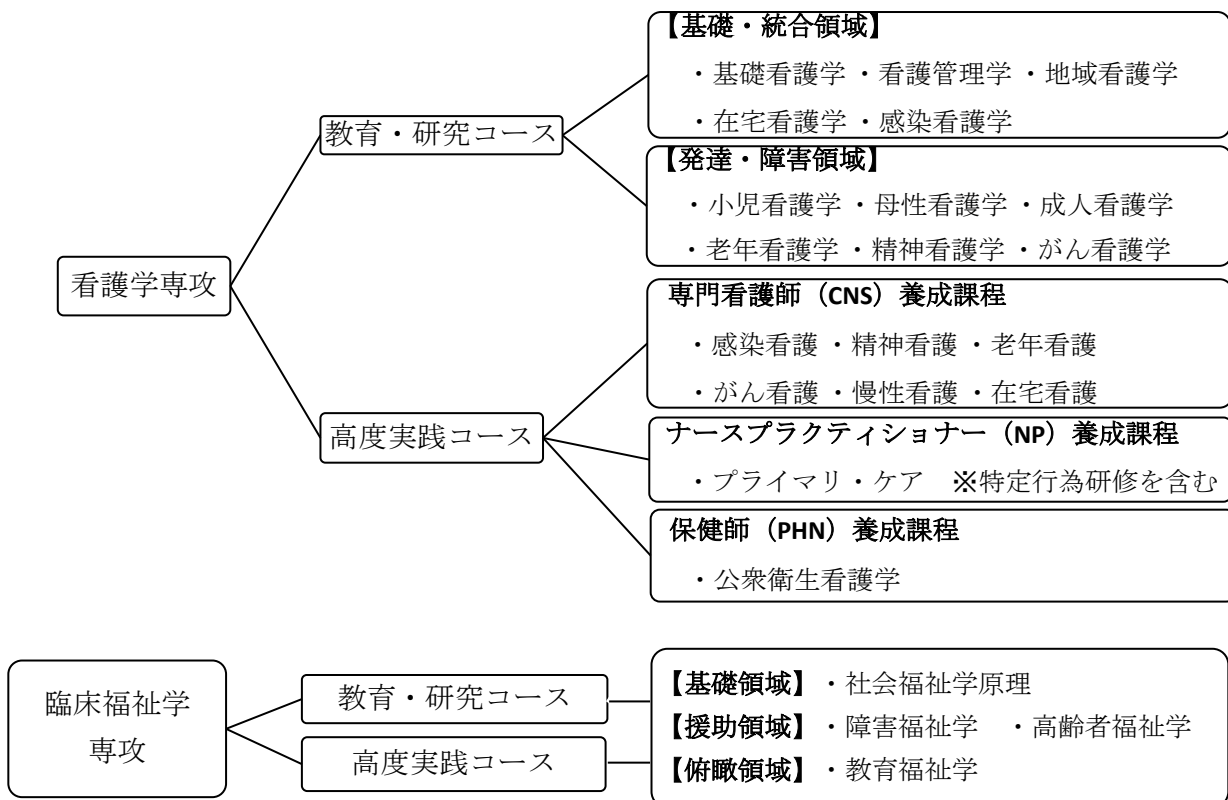 看護学専攻
教育・研究コース
【基礎・統合領域】
・基礎看護学 ・看護管理学 ・地域看護学
・在宅看護学 ・感染看護学
【発達・障害領域】
・小児看護学 ・母性看護学 ・成人看護学
・老年看護学 ・精神看護学 ・がん看護学
高度実践コース
専門看護師（CNS）養成課程
・感染看護 ・精神看護 ・老年看護
・がん看護 ・慢性看護 ・在宅看護
ナースプラクティショナー（NP）養成課程
・プライマリ・ケア　※特定行為研修を含む
保健師（PHN）養成課程
・公衆衛生看護学
臨床福祉学
専攻
教育・研究コース
高度実践コース
【基礎領域】・社会福祉学原理
【援助領域】・障害福祉学　・高齢者福祉学
【俯瞰領域】・教育福祉学